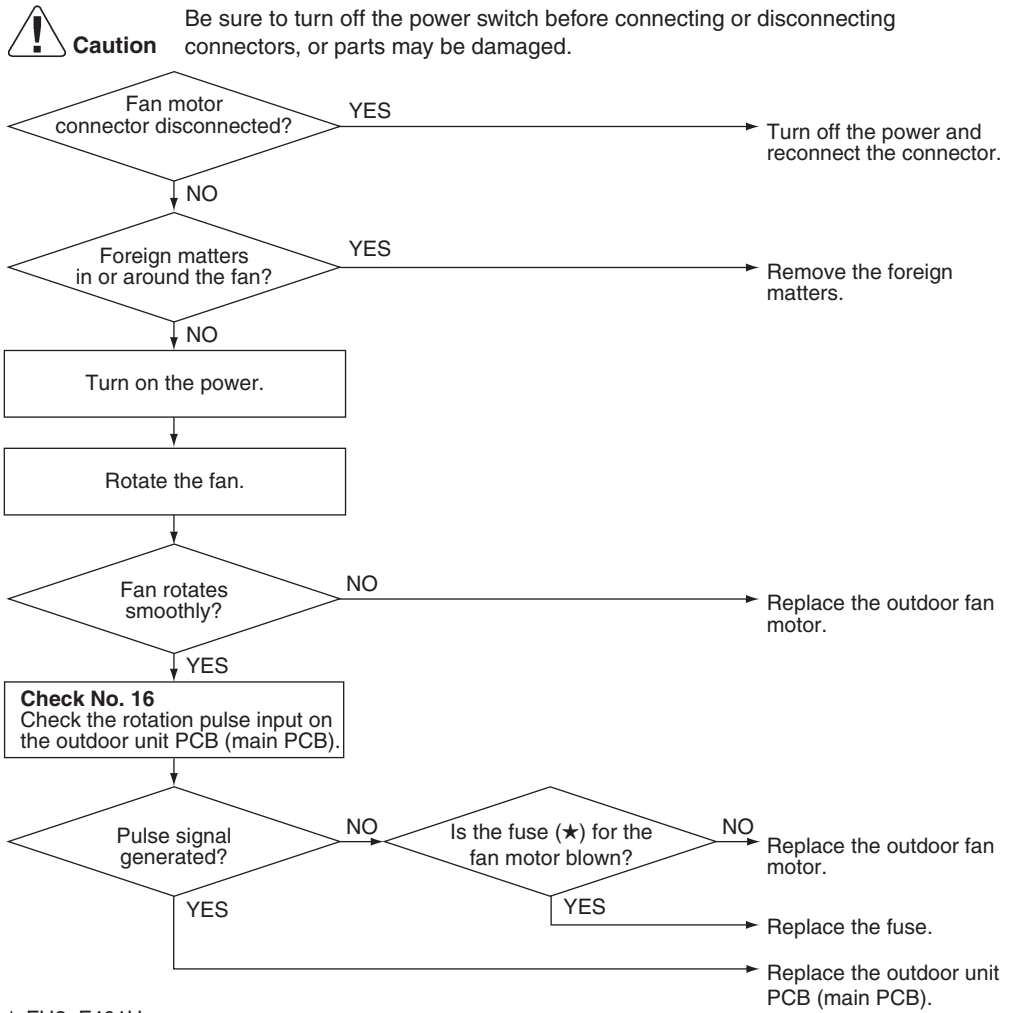 Caution
Be sure to turn off the power switch before connecting or disconnecting
connectors, or parts may be damaged.
Fan motor
connector disconnected?
YES
Turn off the power and
reconnect the connector.
NO
Foreign matters
in or around the fan?
YES
Remove the foreign
matters.
NO
Turn on the power.
Rotate the fan.
Fan rotates
smoothly?
NO
Replace the outdoor fan
motor.
YES
Check No. 16
Check the rotation pulse input on
the outdoor unit PCB (main PCB).
Pulse signal
generated?
NO
Is the fuse (★) for the
fan motor blown?
NO
Replace the outdoor fan
motor.
YES
YES
Replace the fuse.
Replace the outdoor unit
PCB (main PCB).